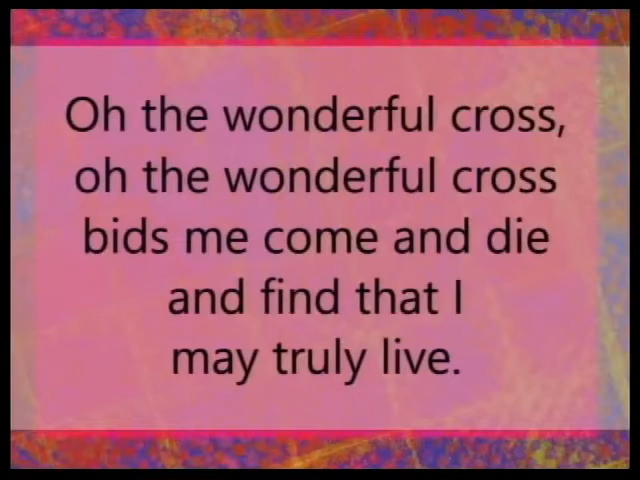 Oh the wonderful cross,
oh the wonderful cross
bids me come and die
and find that I
may truly live.